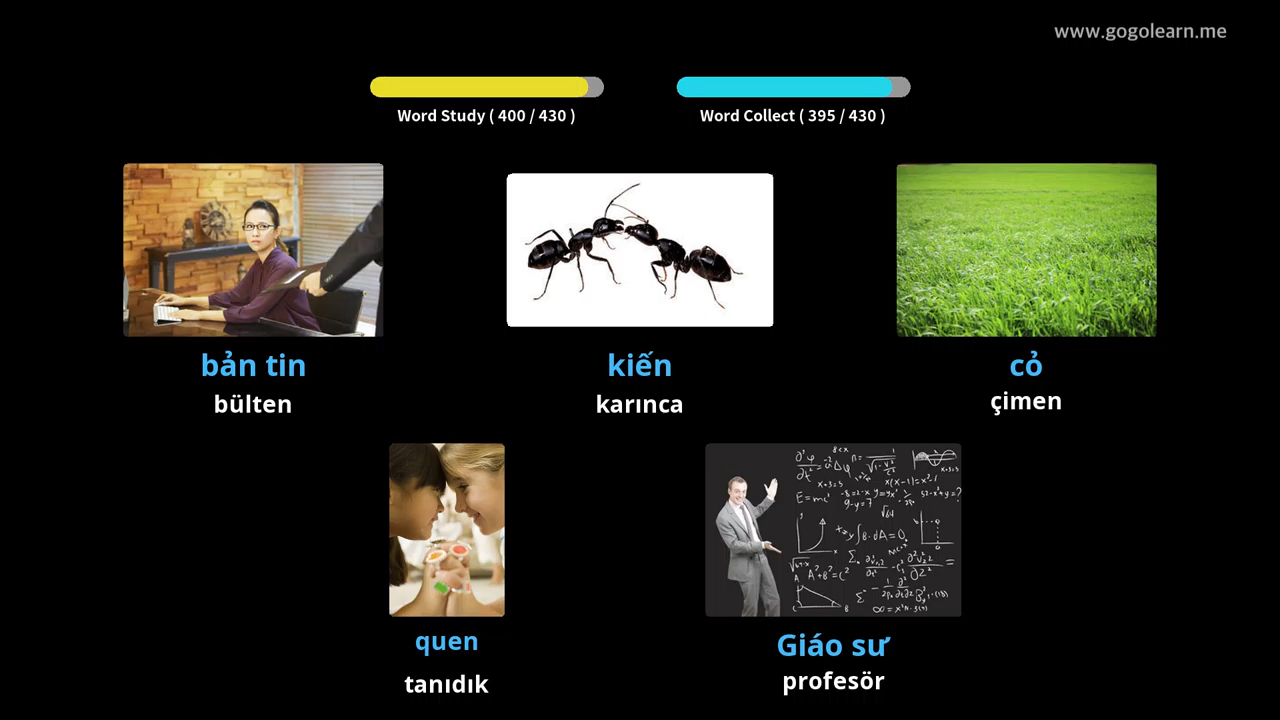 www.gogolearn.me
Word Study ( 400 / 430 )
Word Collect ( 395 / 430 )
bản tin
bülten
kiến
karınca
cỏ
çimen
quen
tanıdık
Giáo sư
profesör